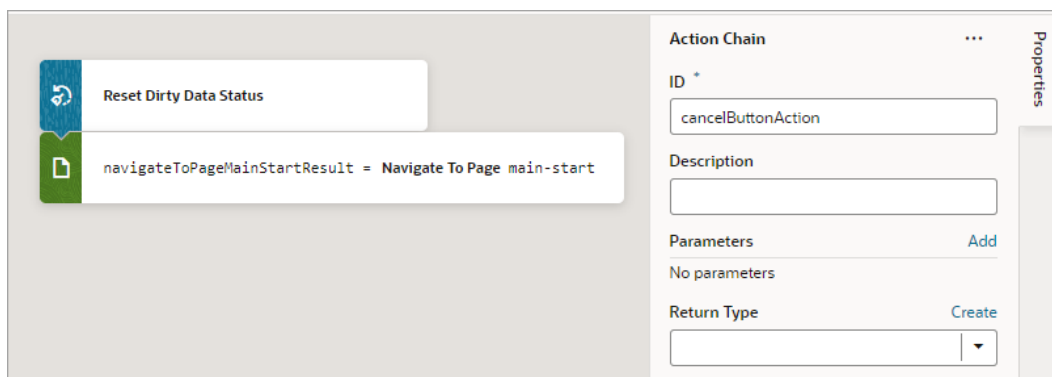 Reset Dirty Data Status
navigateToPageMainStartResult = Navigate To Page main-start
Action Chain
ID *
cancelButtonAction
Description
Parameters Add
No parameters
Return Type Create
Properties